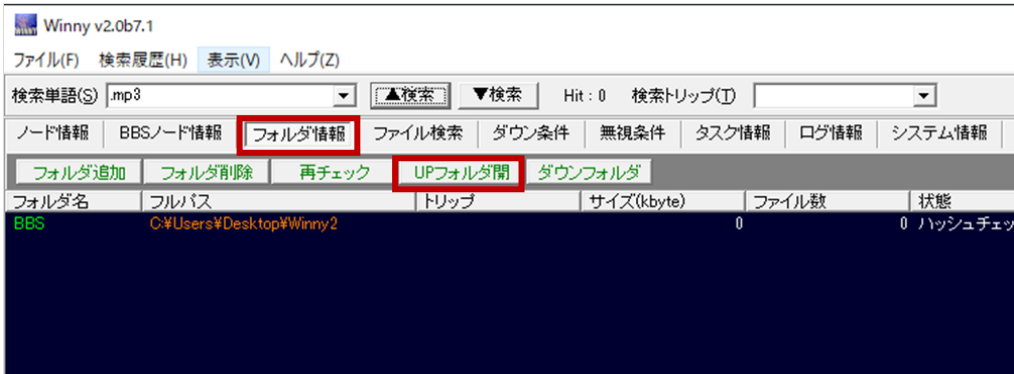 Winny v2.0b7.1
ファイル(F) 検索履歴(H) 表示(V) ヘルプ(Z)
検索単語(S) .mp3 ▲検索 ▼検索 Hit : 0 検索トリップ(T)
ノード情報 BBSノード情報 フォルダ情報 ファイル検索 ダウン条件 無視条件 タスク情報 ログ情報 システム情報
フォルダ追加 フォルダ削除 再チェック UPフォルダ開 ダウンフォルダ
フォルダ名 フルパス トリップ サイズ(kbyte) ファイル数 状態
BBS C:¥Users¥Desktop¥Winny2 0 0 ハッシュチェッ